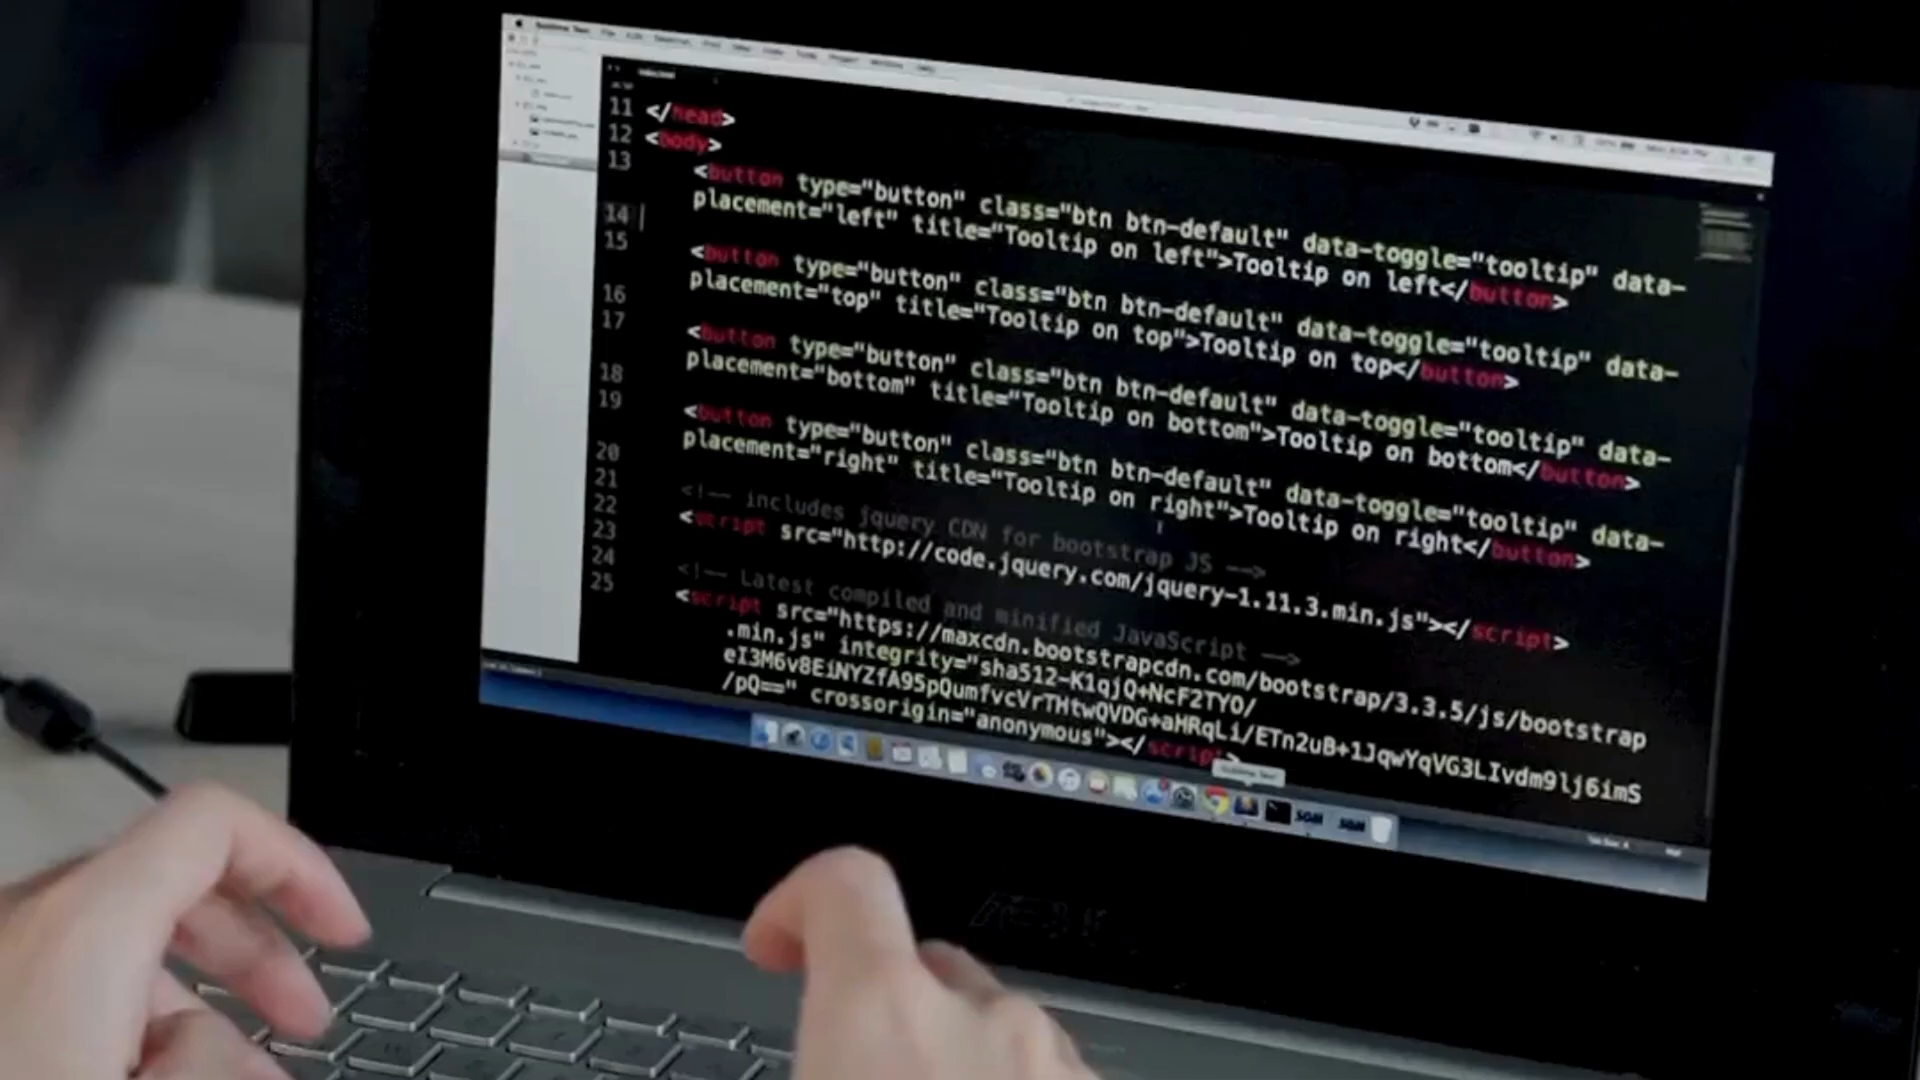 11 </head>
12 <body>
13
<button type="button" class="btn btn-default" data-toggle="tooltip" data-
placement="left" title="Tooltip on left">Tooltip on left</button>
14
15
<button type="button" class="btn btn-default" data-toggle="tooltip" data-
placement="top" title="Tooltip on top">Tooltip on top</button>
16
17
<button type="button" class="btn btn-default" data-toggle="tooltip" data-
placement="bottom" title="Tooltip on bottom">Tooltip on bottom</button>
18
19
<button type="button" class="btn btn-default" data-toggle="tooltip" data-
placement="right" title="Tooltip on right">Tooltip on right</button>
20
21
22 <!-- includes jquery CDN for bootstrap JS -->
23 <script src="http://code.jquery.com/jquery-1.11.3.min.js"></script>
24 <!-- Latest compiled and minified JavaScript -->
25 <script src="https://maxcdn.bootstrapcdn.com/bootstrap/3.3.5/js/bootstrap
.min.js" integrity="sha512-K1qjQ+NcF2TYO/
eI3M6v8EiNYZfA95pQumfvcVrTHtwQVDG+aHRqLi/ETn2uB+1JqwYqVG3LIvdm9lj6imS
/pQ==" crossorigin="anonymous"></script>